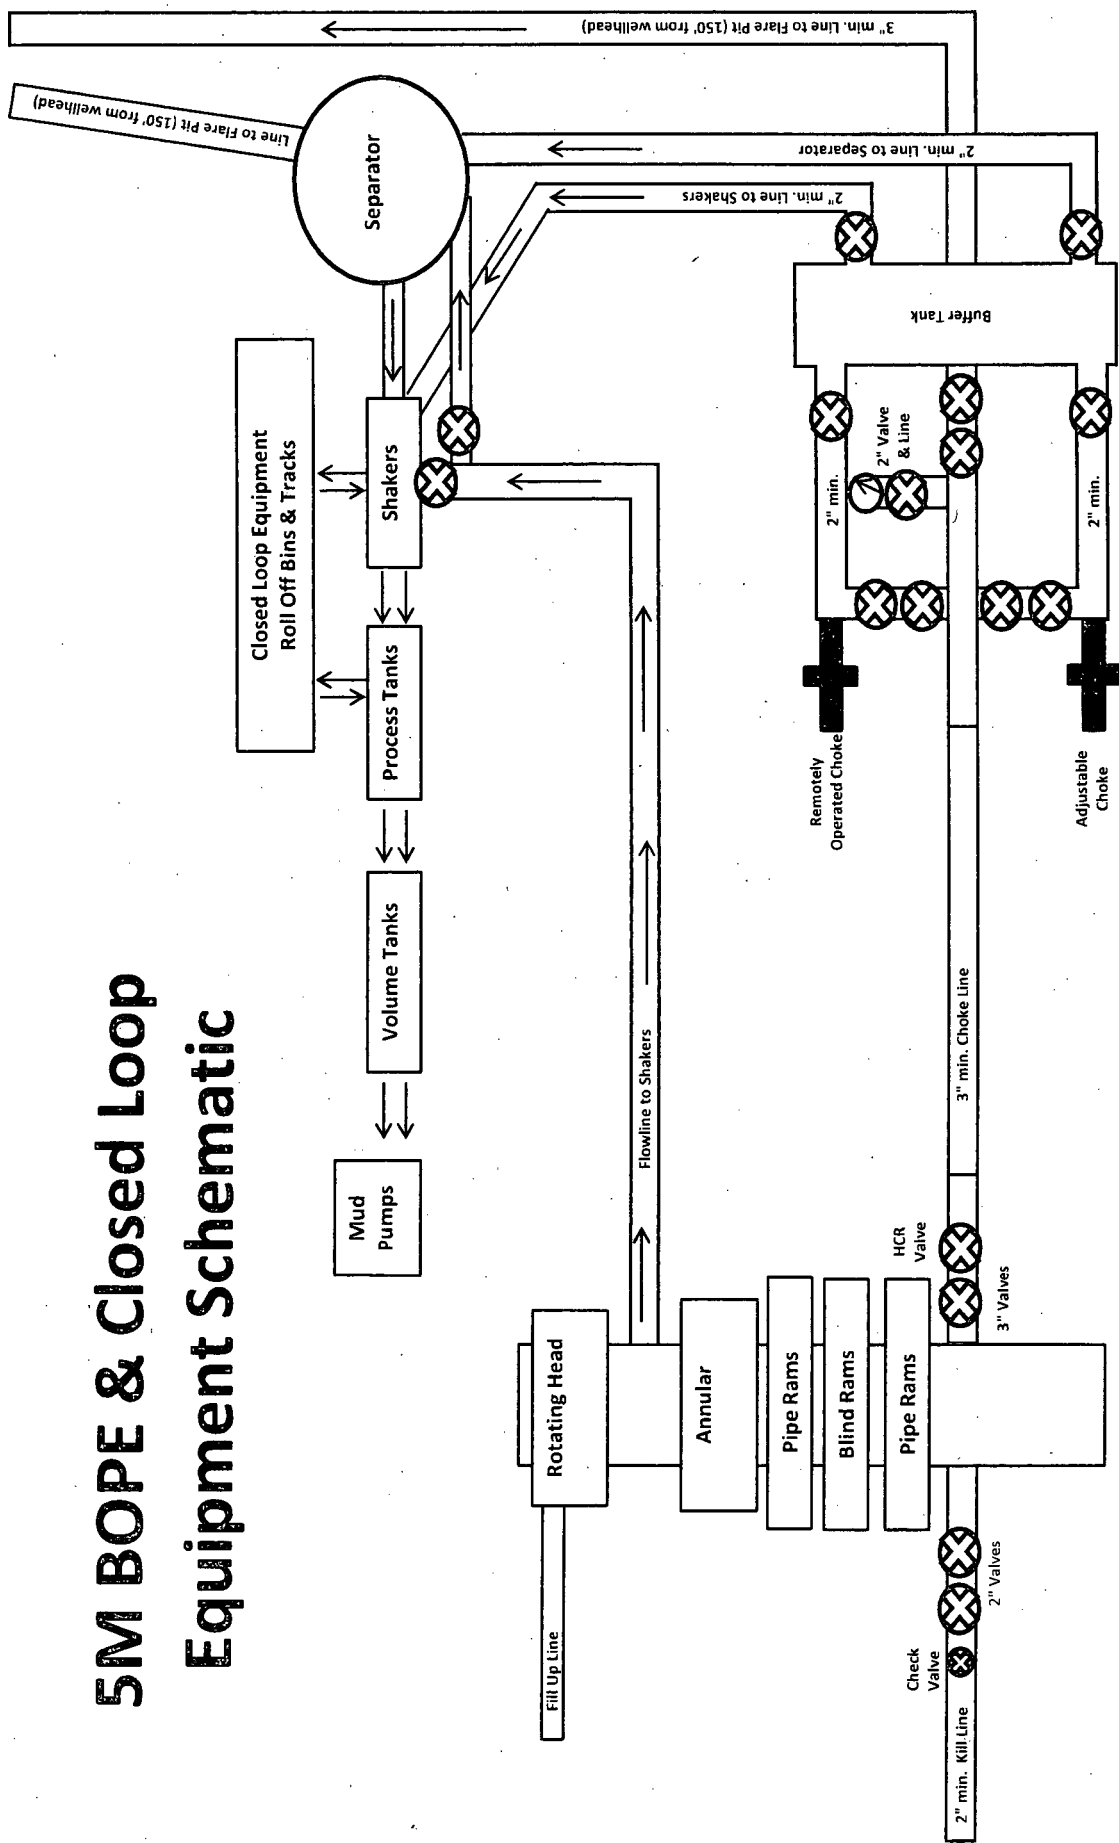 5M BOPE & Closed Loop
Equipment Schematic
Fill Up Line
Rotating Head
Annular
Pipe Rams
Blind Rams
Pipe Rams
2" min. Kill Line
Check
Valve
2" Valves
3" Valves
HCR
Valve
3" min. Choke Line
Flowline to Shakers
Mud
Pumps
Volume Tanks
Process Tanks
Shakers
Closed Loop Equipment
Roll Off Bins & Tracks
Separator
Line to Flare Pit (150' from wellhead)
3" min. Line to Flare Pit (150' from wellhead)
2" min. Line to Separator
2" min. Line to Shakers
Buffer Tank
2" min.
2" Valve
& Line
2" min.
Remotely
Operated Choke
Adjustable
Choke